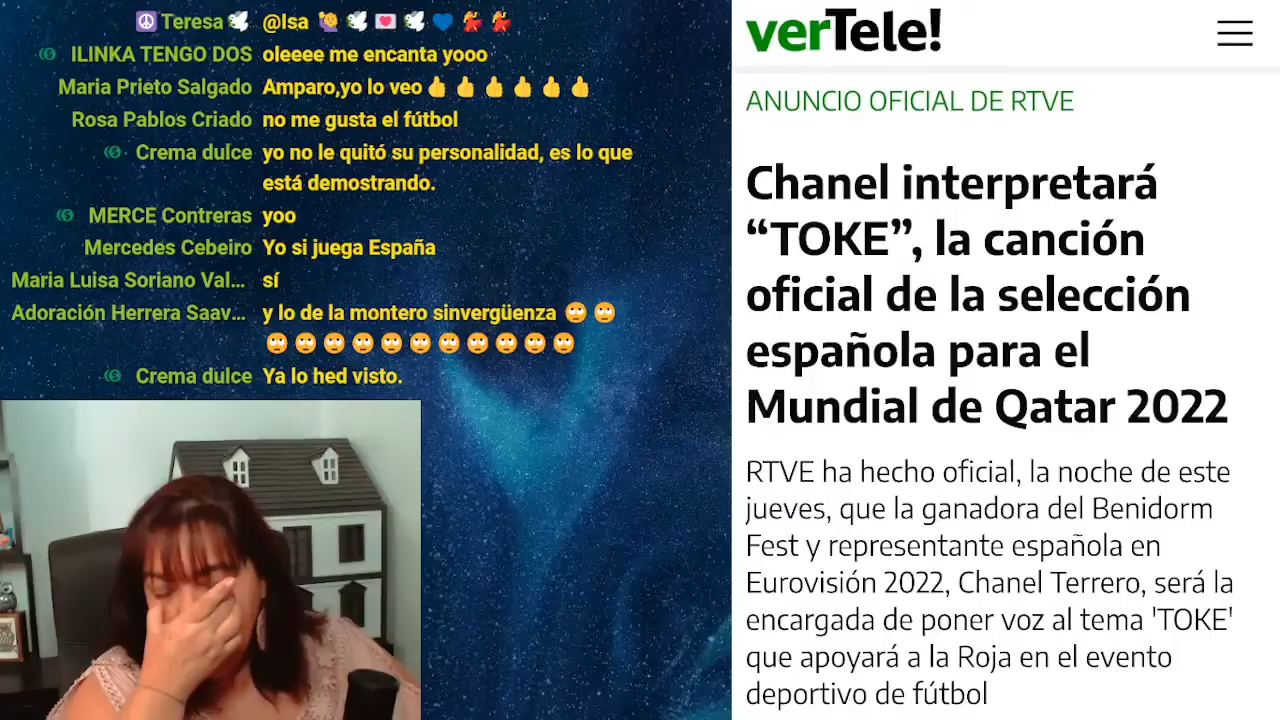 Teresa @Isa
ILINKA TENGO DOS oleeee me encanta yooo
Maria Prieto Salgado Amparo,yo lo veo
Rosa Pablos Criado no me gusta el fútbol
Crema dulce yo no le quitó su personalidad, es lo que
está demostrando.
MERCE Contreras yoo
Mercedes Cebeiro Yo si juega España
Maria Luisa Soriano Val... sí
Adoración Herrera Saav... y lo de la montero sinvergüenza
Crema dulce Ya lo hed visto.
verTele!
ANUNCIO OFICIAL DE RTVE
Chanel interpretará
“TOKE”, la canción
oficial de la selección
española para el
Mundial de Qatar 2022
RTVE ha hecho oficial, la noche de este
jueves, que la ganadora del Benidorm
Fest y representante española en
Eurovisión 2022, Chanel Terrero, será la
encargada de poner voz al tema 'TOKE'
que apoyará a la Roja en el evento
deportivo de fútbol